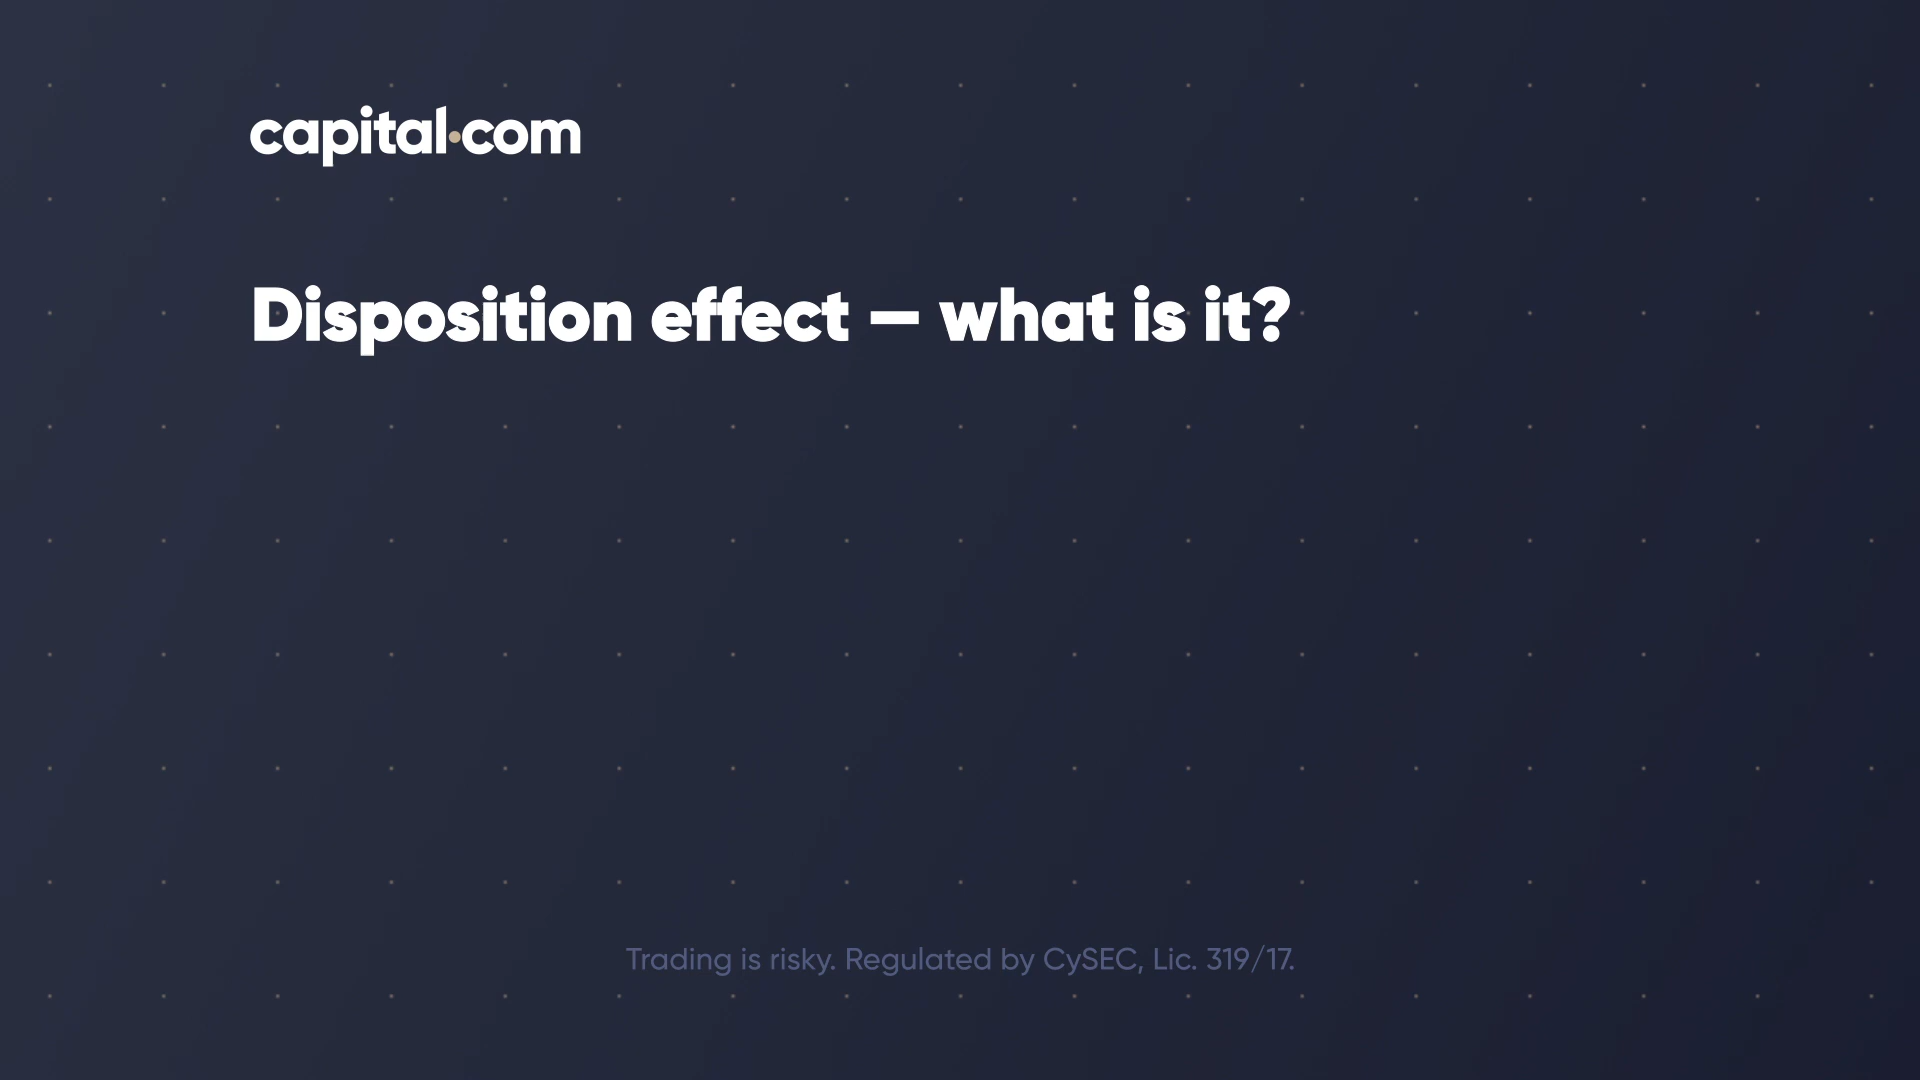 capital.com
Disposition effect — what is it?
Trading is risky. Regulated by CySEC, Lic. 319/17.